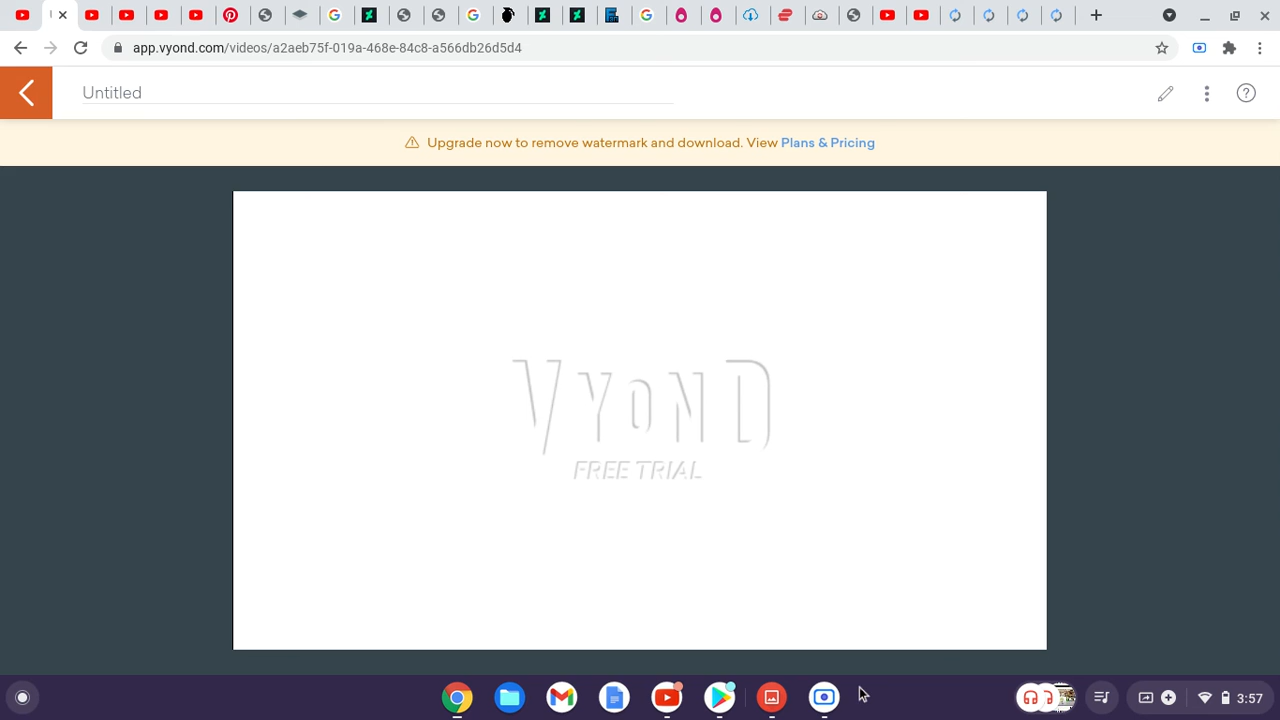 app.vyond.com/videos/a2aeb75f-019a-468e-84c8-a566db26d5d4
Untitled
Upgrade now to remove watermark and download. View Plans & Pricing
VYOND
FREE TRIAL
3:57